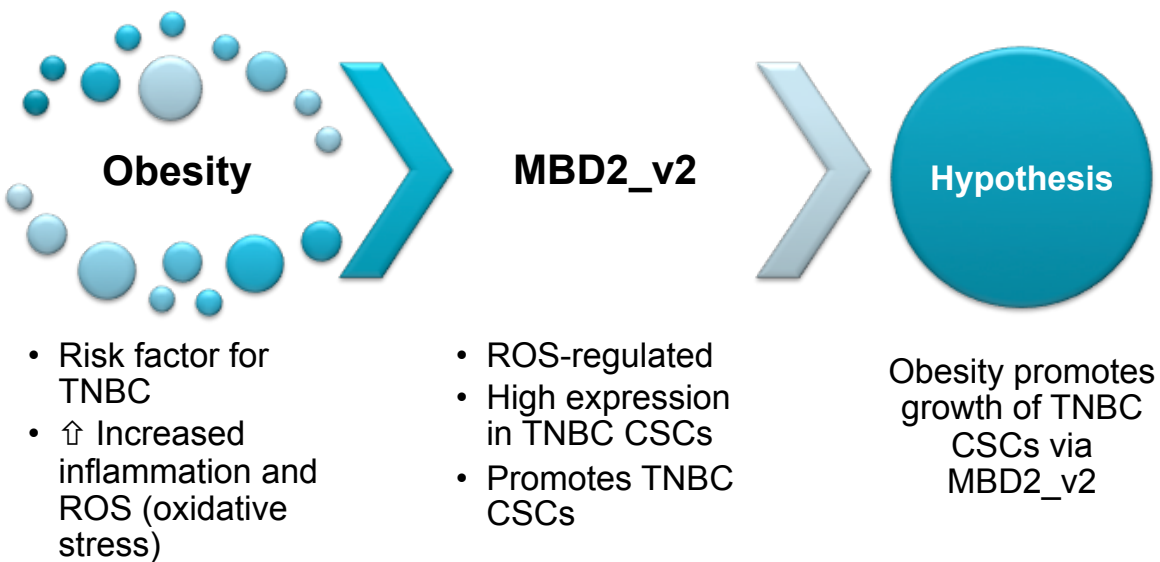 Obesity
MBD2_v2
Hypothesis
• Risk factor for
TNBC
• ⇧ Increased
inflammation and
ROS (oxidative
stress)
• ROS-regulated
• High expression
in TNBC CSCs
• Promotes TNBC
CSCs
Obesity promotes
growth of TNBC
CSCs via
MBD2_v2